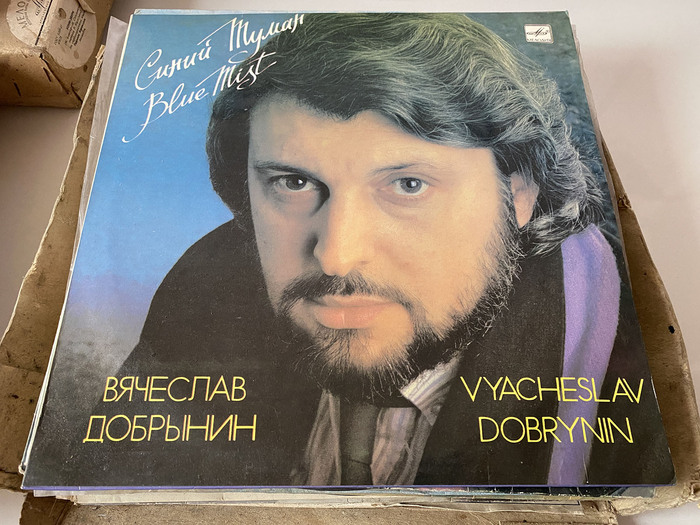 Синий Туман
Blue Mist
ВЯЧЕСЛАВ
ДОБРЫНИН
VYACHESLAV
DOBRYNIN